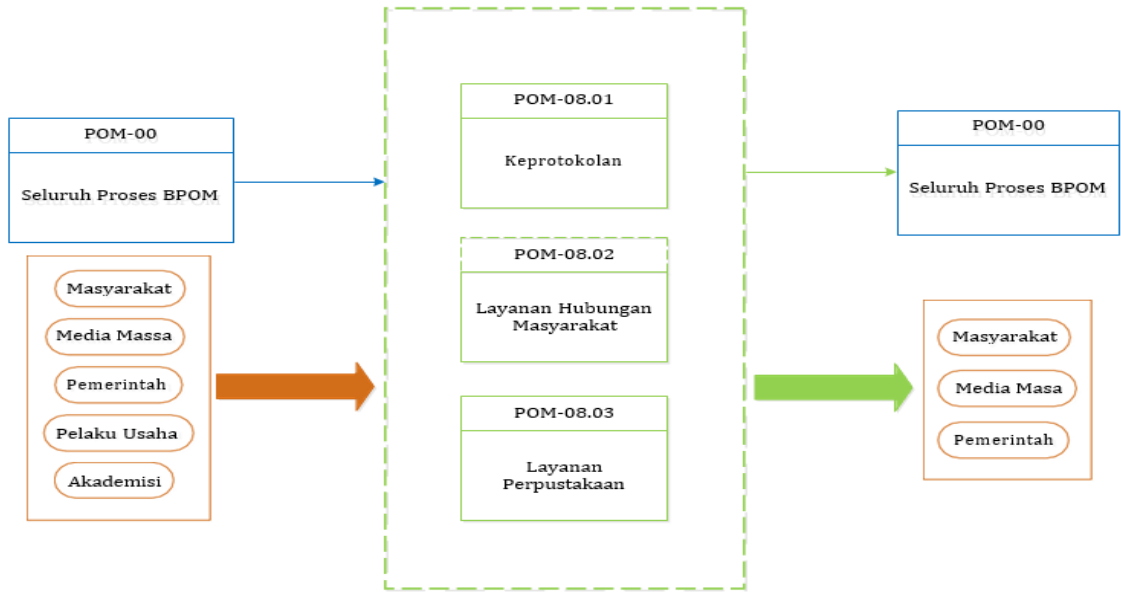 POM-00
Seluruh Proses BPOM
Masyarakat
Media Massa
Pemerintah
Pelaku Usaha
Akademisi
POM-08.01
Keprotokolan
POM-08.02
Layanan Hubungan
Masyarakat
POM-08.03
Layanan
Perpustakaan
POM-00
Seluruh Proses BPOM
Masyarakat
Media Masa
Pemerintah